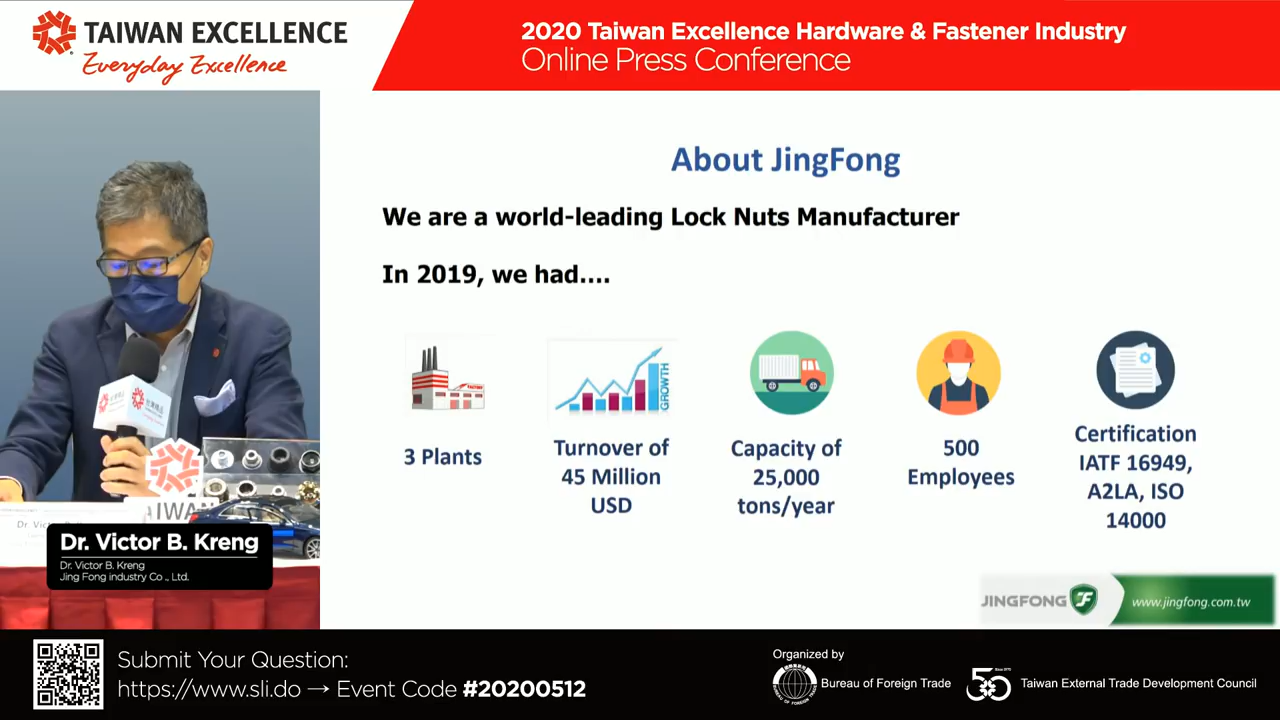 TAIWAN EXCELLENCE
Everyday Excellence
2020 Taiwan Excellence Hardware & Fastener Industry
Online Press Conference
About JingFong
We are a world-leading Lock Nuts Manufacturer
In 2019, we had....
FACTORY
GROWTH
3 Plants
Turnover of
45 Million
USD
Capacity of
25,000
tons/year
500
Employees
Certification
IATF 16949,
A2LA, ISO
14000
TAIWAN
Dr. Victor B. Kreng
Dr. Victor B. Kreng
Jing Fong industry Co ., Ltd.
JINGFONG
www.jingfong.com.tw
Submit Your Question:
https://www.sli.do → Event Code #20200512
Organized by
Bureau of Foreign Trade
50
Taiwan External Trade Development Council